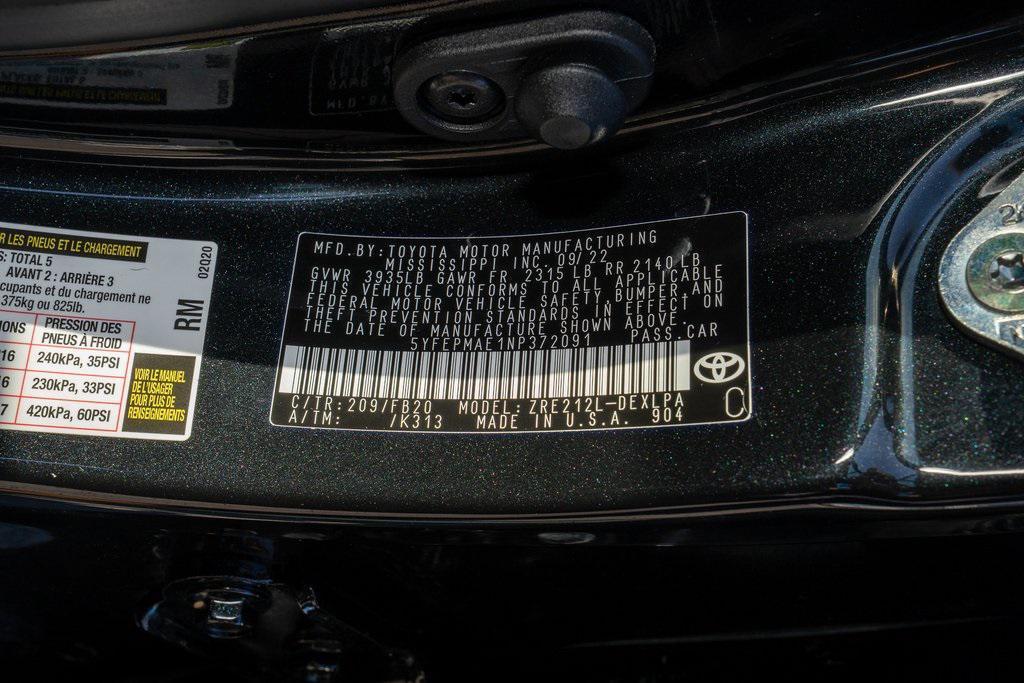 R LES PNEUS ET LE CHARGEMENT
: TOTAL 5
AVANT 2 : ARRIÈRE 3
cupants et du chargement ne
375kg ou 825lb.
IONS PRESSION DES PNEUS À FROID
16 240kPa, 35PSI
16 230kPa, 33PSI
7 420kPa, 60PSI
VOIR LE MANUEL
DE L'USAGER
POUR PLUS DE
RENSEIGNEMENTS
02020
RM
MFD. BY: TOYOTA MOTOR MANUFACTURING
MISSISSIPPI INC. 09/22
GVWR 3935LB GAWR FR 2315 LB RR 2140 LB
THIS VEHICLE CONFORMS TO ALL APPLICABLE
FEDERAL MOTOR VEHICLE SAFETY, BUMPER AND
THEFT PREVENTION STANDARDS IN EFFECT ON
THE DATE OF MANUFACTURE SHOWN ABOVE.
5YFEPMAE1NP372091 PASS.CAR
C/TR: 209/FB20 MODEL: ZRE212L-DEXLPA
A/TM: /K313 MADE IN U.S.A. 904